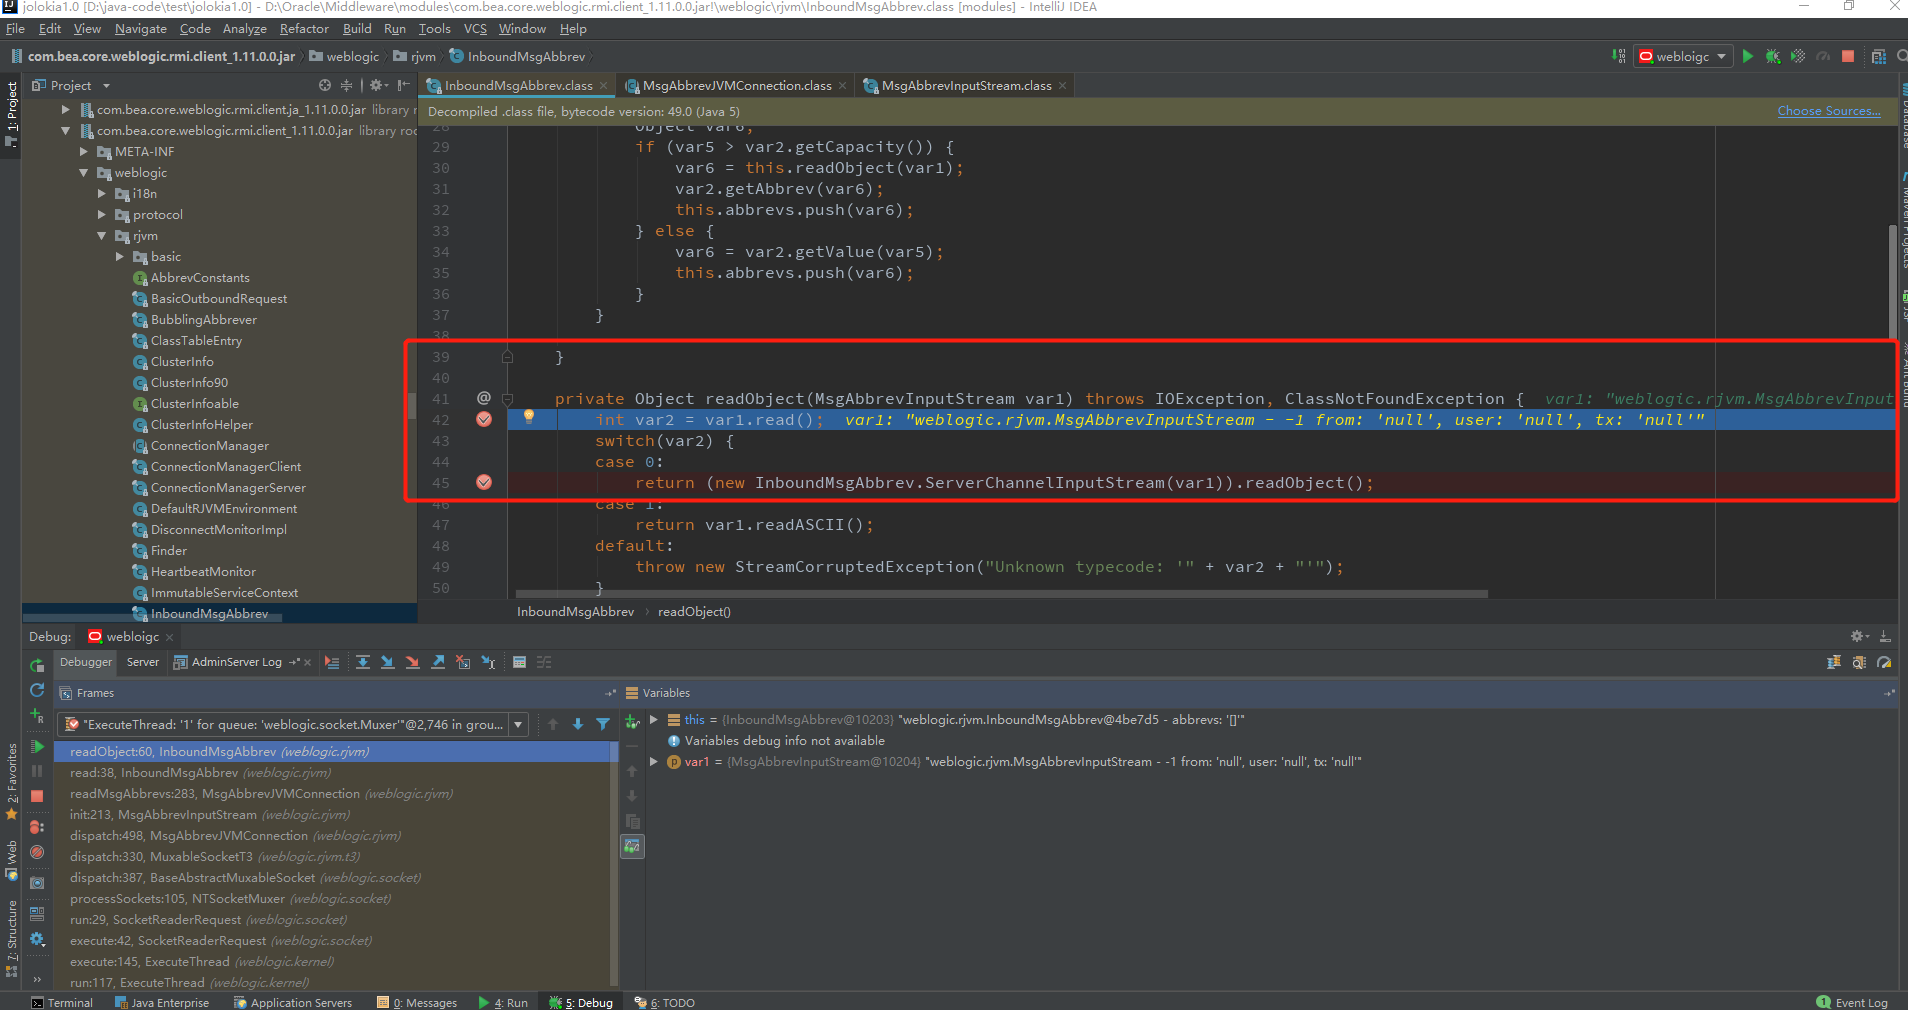 jolokia1.0 [D:\java-code\test\jolokia1.0] - D:\Oracle\Middleware\modules\com.bea.core.weblogic.rmi.client_1.11.0.0.jar!\weblogic\rjvm\InboundMsgAbbrev.class [modules] - IntelliJ IDEA
File Edit View Navigate Code Analyze Refactor Build Run Tools VCS Window Help
com.bea.core.weblogic.rmi.client_1.11.0.0.jar weblogic rjvm InboundMsgAbbrev webloigc
Project InboundMsgAbbrev.class MsgAbbrevJVMConnection.class MsgAbbrevInputStream.class
Decompiled .class file, bytecode version: 49.0 (Java 5) Choose Sources...
1: Project
com.bea.core.weblogic.rmi.client.ja_1.11.0.0.jar library r
com.bea.core.weblogic.rmi.client_1.11.0.0.jar library roo
META-INF
weblogic
i18n
protocol
rjvm
basic
AbbrevConstants
BasicOutboundRequest
BubblingAbbrever
ClassTableEntry
ClusterInfo
ClusterInfo90
ClusterInfoable
ClusterInfoHelper
ConnectionManager
ConnectionManagerClient
ConnectionManagerServer
DefaultRJVMEnvironment
DisconnectMonitorImpl
Finder
HeartbeatMonitor
ImmutableServiceContext
InboundMsgAbbrev
28 Object var6;
29 if (var5 > var2.getCapacity()) {
30 var6 = this.readObject(var1);
31 var2.getAbbrev(var6);
32 this.abbrevs.push(var6);
33 } else {
34 var6 = var2.getValue(var5);
35 this.abbrevs.push(var6);
36 }
37 }
38
39 }
40
41 @ private Object readObject(MsgAbbrevInputStream var1) throws IOException, ClassNotFoundException { var1: "weblogic.rjvm.MsgAbbrevInput
42 int var2 = var1.read(); var1: "weblogic.rjvm.MsgAbbrevInputStream - -1 from: 'null', user: 'null', tx: 'null'"
43 switch(var2) {
44 case 0:
45 return (new InboundMsgAbbrev.ServerChannelInputStream(var1)).readObject();
46 case 1:
47 return var1.readASCII();
48 default:
49 throw new StreamCorruptedException("Unknown typecode: '" + var2 + "'");
50 }
InboundMsgAbbrev readObject()
Database
Maven Projects
Ant Build
Debug: webloigc
Debugger Server AdminServer Log
Frames Variables
"ExecuteThread: '1' for queue: 'weblogic.socket.Muxer'"@2,746 in grou...
readObject:60, InboundMsgAbbrev (weblogic.rjvm)
read:38, InboundMsgAbbrev (weblogic.rjvm)
readMsgAbbrevs:283, MsgAbbrevJVMConnection (weblogic.rjvm)
init:213, MsgAbbrevInputStream (weblogic.rjvm)
dispatch:498, MsgAbbrevJVMConnection (weblogic.rjvm)
dispatch:330, MuxableSocketT3 (weblogic.rjvm.t3)
dispatch:387, BaseAbstractMuxableSocket (weblogic.socket)
processSockets:105, NTSocketMuxer (weblogic.socket)
run:29, SocketReaderRequest (weblogic.socket)
execute:42, SocketReaderRequest (weblogic.socket)
execute:145, ExecuteThread (weblogic.kernel)
run:117, ExecuteThread (weblogic.kernel)
this = {InboundMsgAbbrev@10203} "weblogic.rjvm.InboundMsgAbbrev@4be7d5 - abbrevs: '[]'"
Variables debug info not available
var1 = {MsgAbbrevInputStream@10204} "weblogic.rjvm.MsgAbbrevInputStream - -1 from: 'null', user: 'null', tx: 'null'"
2: Favorites
Web
7: Structure
Terminal Java Enterprise Application Servers 0: Messages 4: Run 5: Debug 6: TODO 1 Event Log